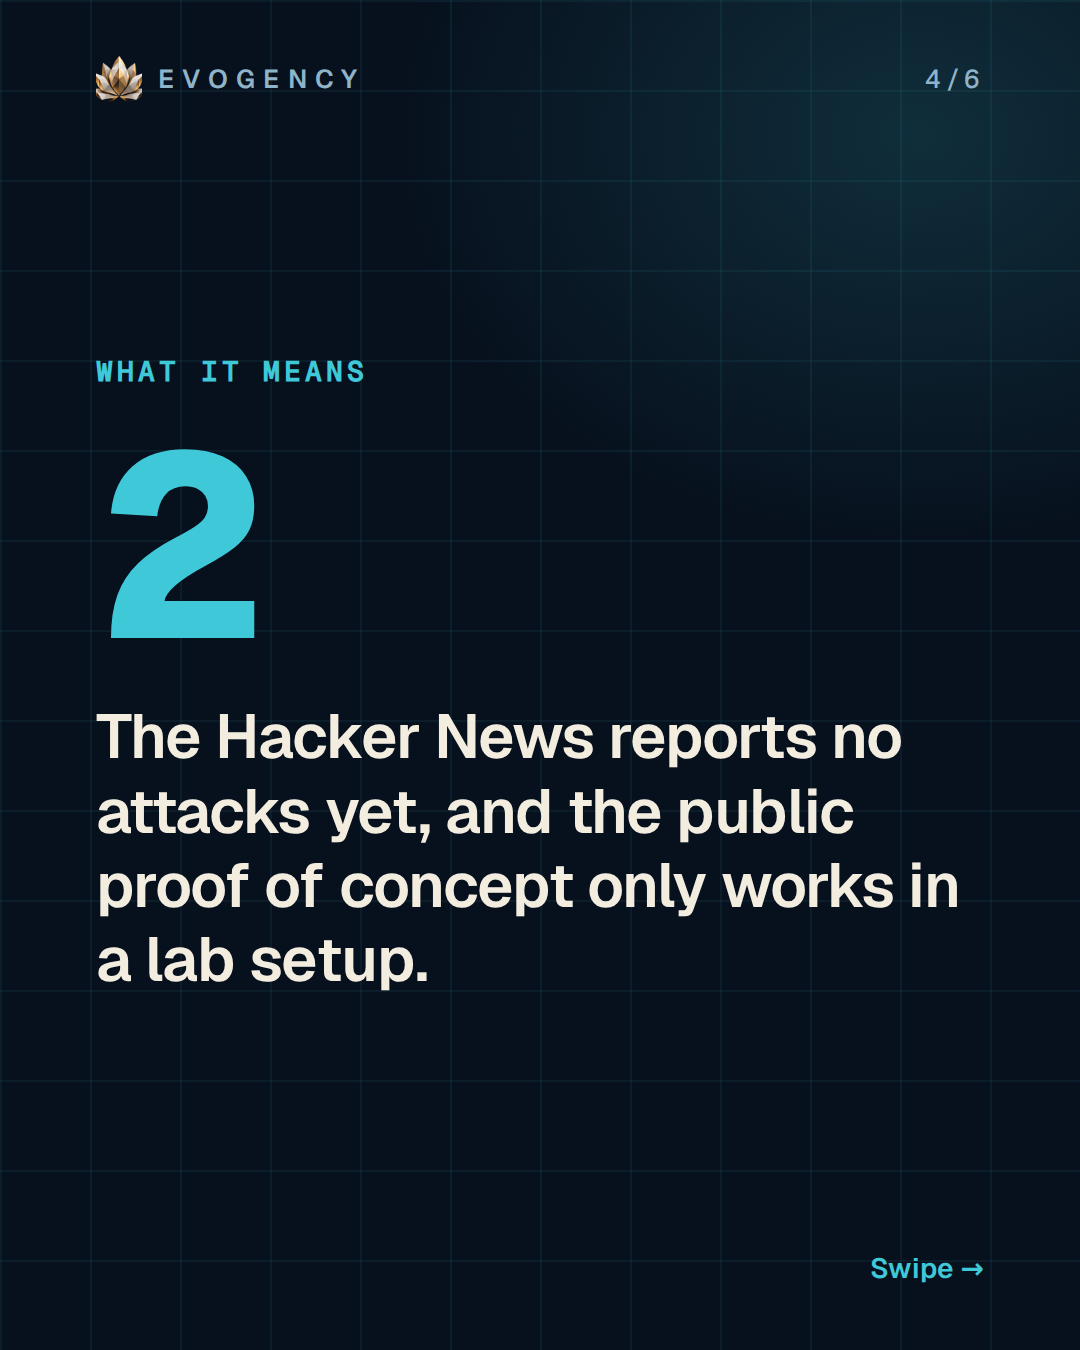 EVOGENCY
4/6
WHAT IT MEANS
2
The Hacker News reports no
attacks yet, and the public
proof of concept only works in
a lab setup.
Swipe →